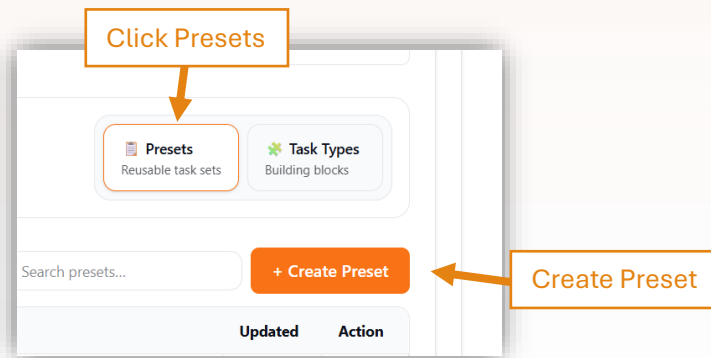 Click Presets
Presets
Reusable task sets
Task Types
Building blocks
Search presets...
+ Create Preset
Create Preset
Updated
Action